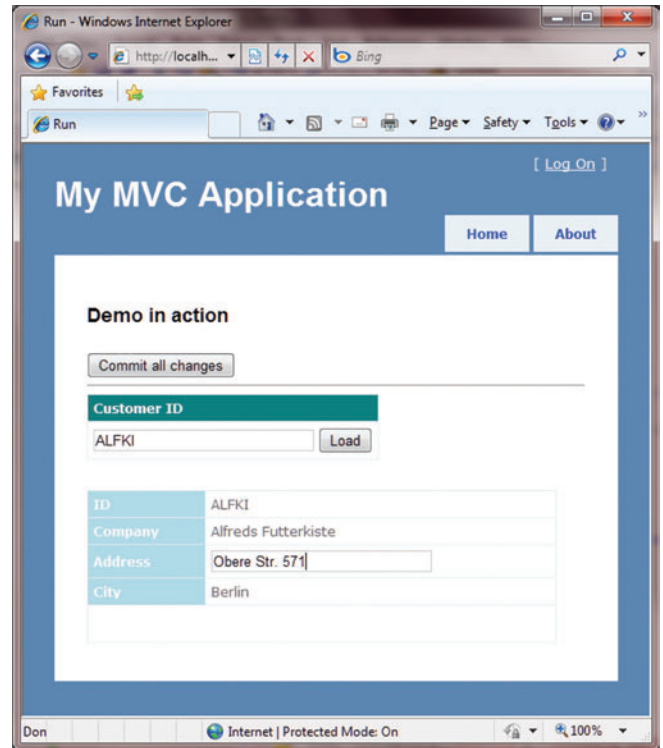 Run - Windows Internet Explorer
http://localh...
Bing
Favorites
Run
Page Safety Tools
[ Log On ]
My MVC Application
Home About
Demo in action
Commit all changes
Customer ID
ALFKI Load
ID ALFKI
Company Alfreds Futterkiste
Address Obere Str. 571
City Berlin
Don Internet | Protected Mode: On 100%